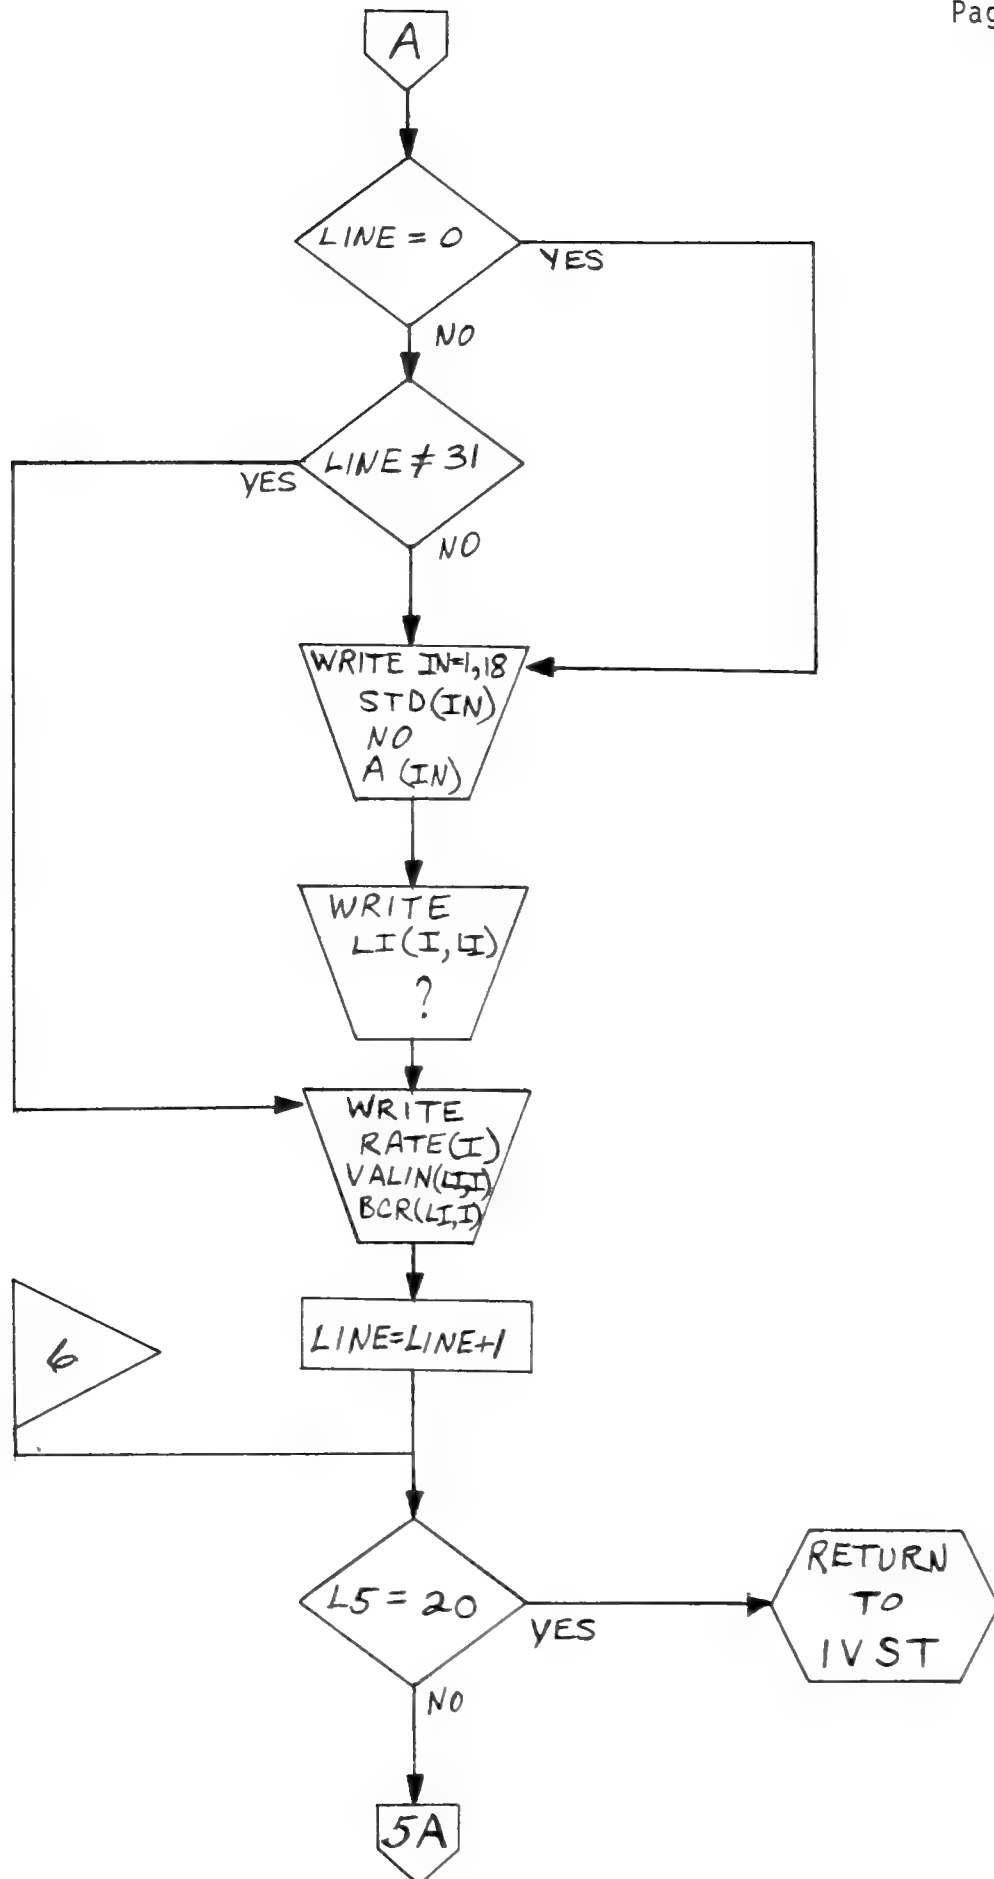 Pag
A
LINE = 0
YES
NO
LINE ≠ 31
YES
NO
WRITE IN=1,18
STD(IN)
NO
A (IN)
WRITE
LI(I,LI)
?
WRITE
RATE(I)
VALIN(LI,I)
BCR(LI,I)
LINE=LINE+1
6
L5 = 20
YES
RETURN
TO
IVST
NO
5A